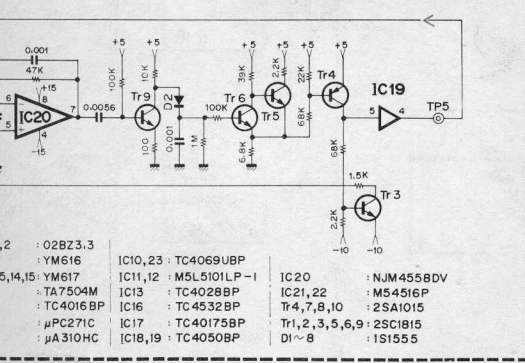 0.001
47K
+15
6
8
IC20
7
5
4
-15
0.0056
+5
100K
+5
10K
Tr9
100
D2
0.001
1M
100K
+5
39K
Tr6
6.8K
+5
2.2K
Tr5
22K
68K
+5
Tr4
IC19
5
4
TP5
68K
1.5K
Tr3
2.2K
-10
-10
,2 : 02BZ3.3
: YM616
5,14,15: YM617
: TA7504M
: TC4016BP
: μPC271C
: μA310HC
IC10,23 : TC4069UBP
IC11,12 : M5L5101LP-1
IC13 : TC4028BP
IC16 : TC4532BP
IC17 : TC40175BP
IC18,19 : TC4050BP
IC20 : NJM4558DV
IC21,22 : M54516P
Tr4,7,8,10 : 2SA1015
Tr1,2,3,5,6,9 : 2SC1815
D1~8 : 1S1555